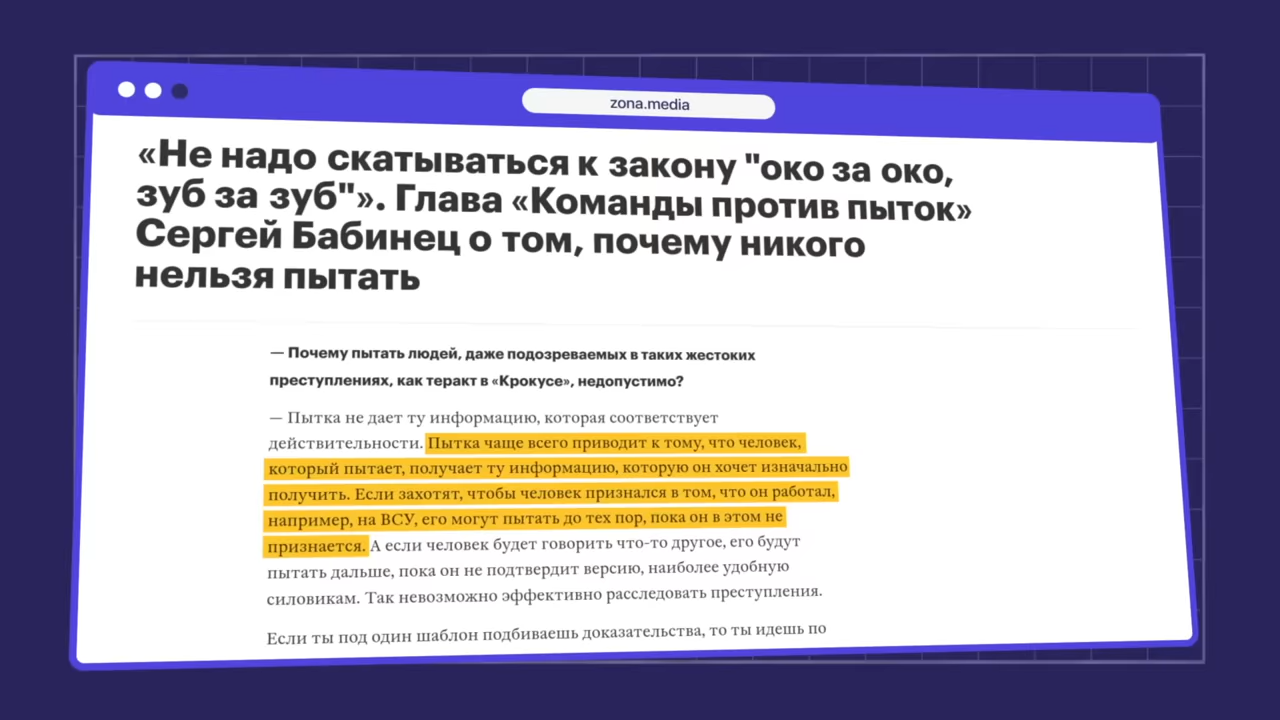 zona.media
«Не надо скатываться к закону "око за око,
зуб за зуб"». Глава «Команды против пыток»
Сергей Бабинец о том, почему никого
нельзя пытать
— Почему пытать людей, даже подозреваемых в таких жестоких
преступлениях, как теракт в «Крокусе», недопустимо?
— Пытка не дает ту информацию, которая соответствует
действительности. Пытка чаще всего приводит к тому, что человек,
который пытает, получает ту информацию, которую он хочет изначально
получить. Если захотят, чтобы человек признался в том, что он работал,
например, на ВСУ, его могут пытать до тех пор, пока он в этом не
признается. А если человек будет говорить что-то другое, его будут
пытать дальше, пока он не подтвердит версию, наиболее удобную
силовикам. Так невозможно эффективно расследовать преступления.
Если ты под один шаблон подбиваешь доказательства, то ты идешь по